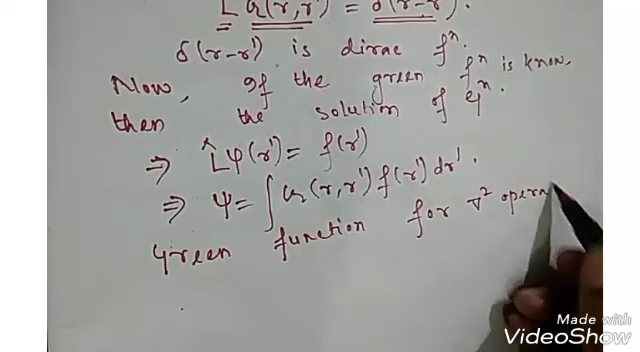 L G(r,r') = δ(r-r').
δ(r-r') is dirac fⁿ.
Now, If the green fⁿ is know,
then the solution of eqⁿ.
⇒ L̂ψ(r') = f(r')
⇒ ψ = ∫G(r,r') f(r') dr'.
Green function for ∇² opera
Made with
VideoShow